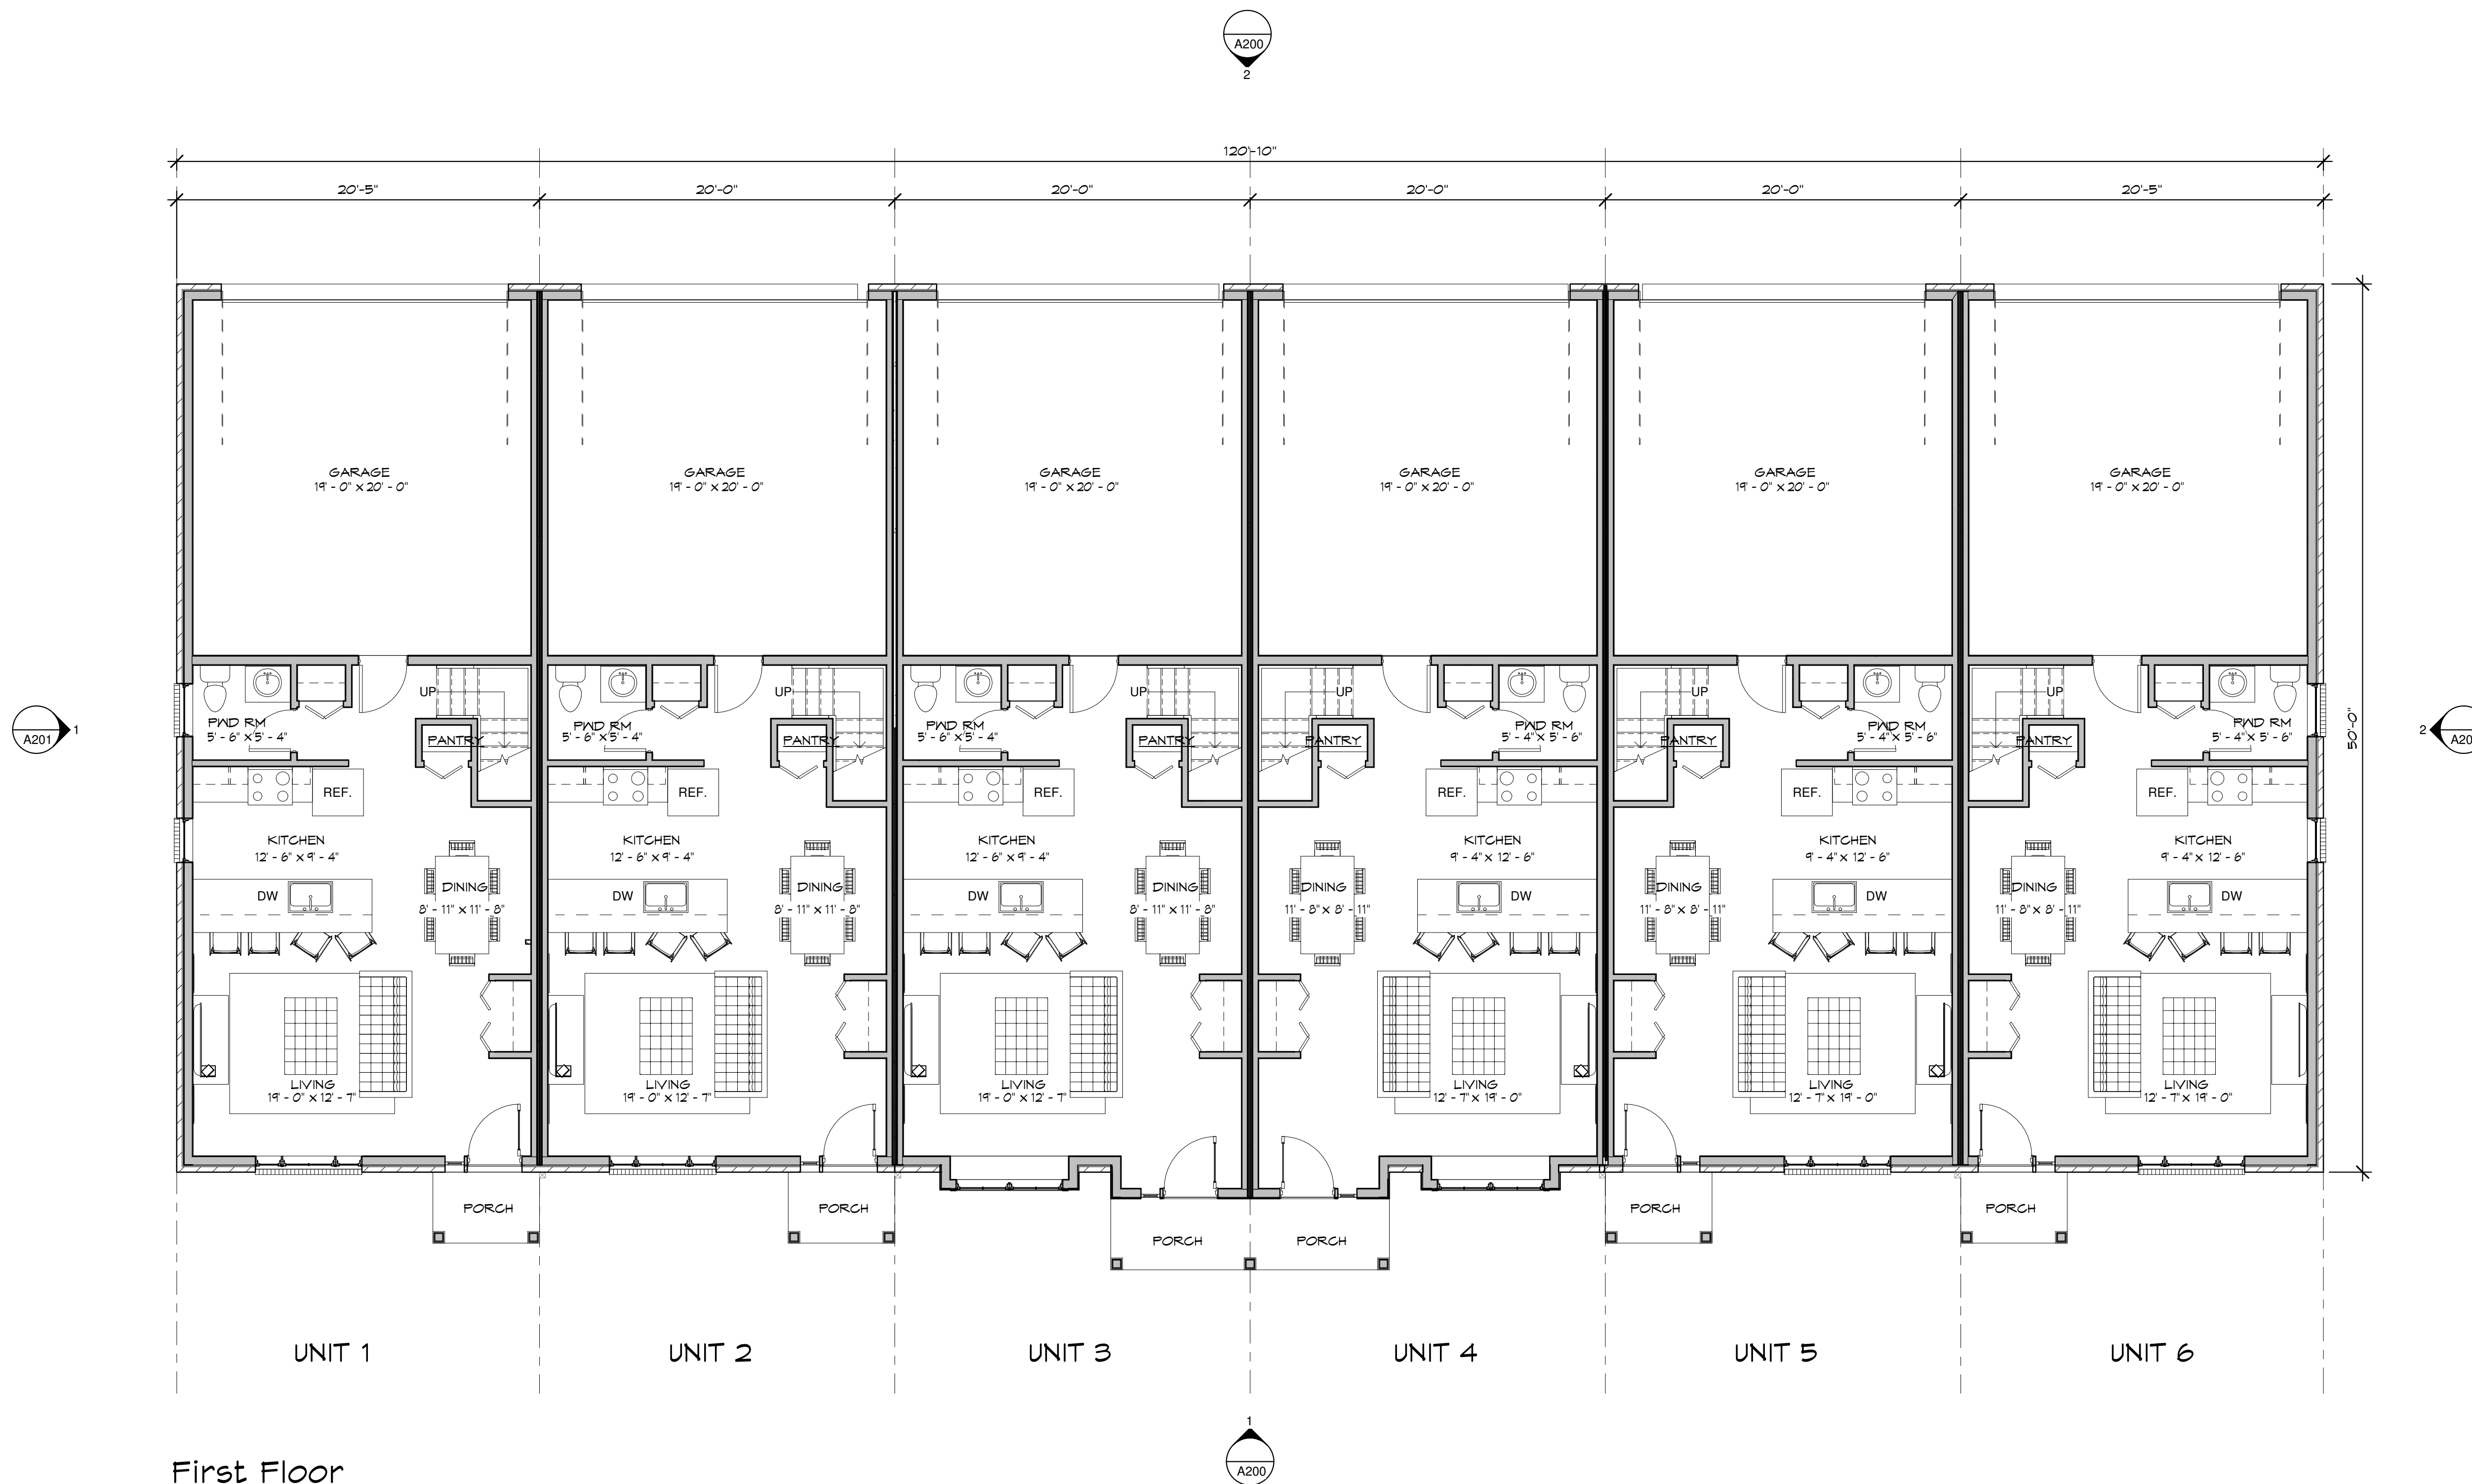 A200
2
120'-10"
20'-5" 20'-0" 20'-0" 20'-0" 20'-0" 20'-5"
GARAGE GARAGE GARAGE GARAGE GARAGE GARAGE
19' - 0" x 20' - 0" 19' - 0" x 20' - 0" 19' - 0" x 20' - 0" 19' - 0" x 20' - 0" 19' - 0" x 20' - 0" 19' - 0" x 20' - 0"
UP UP UP UP UP UP
PWD RM PWD RM PWD RM PWD RM PWD RM PWD RM
5' - 6" x 5' - 4" 5' - 6" x 5' - 4" 5' - 6" x 5' - 4" 5' - 4" x 5' - 6" 5' - 4" x 5' - 6" 5' - 4" x 5' - 6"
A201 1
2
50'-0"
PANTRY PANTRY PANTRY PANTRY PANTRY PANTRY
REF. REF. REF. REF. REF. REF.
KITCHEN KITCHEN KITCHEN KITCHEN KITCHEN KITCHEN
12' - 6" x 9' - 4" 12' - 6" x 9' - 4" 12' - 6" x 9' - 4" 9' - 4" x 12' - 6" 9' - 4" x 12' - 6" 9' - 4" x 12' - 6"
DW DW DW DW DW DW
DINING DINING DINING DINING DINING DINING
8' - 11" x 11' - 8" 8' - 11" x 11' - 8" 8' - 11" x 11' - 8" 11' - 8" x 8' - 11" 11' - 8" x 8' - 11" 11' - 8" x 8' - 11"
LIVING LIVING LIVING LIVING LIVING LIVING
19' - 0" x 12' - 7" 19' - 0" x 12' - 7" 19' - 0" x 12' - 7" 12' - 7" x 19' - 0" 12' - 7" x 19' - 0" 12' - 7" x 19' - 0"
PORCH PORCH PORCH PORCH
PORCH PORCH
UNIT 1 UNIT 2 UNIT 3 UNIT 4 UNIT 5 UNIT 6
1
A200
First Floor